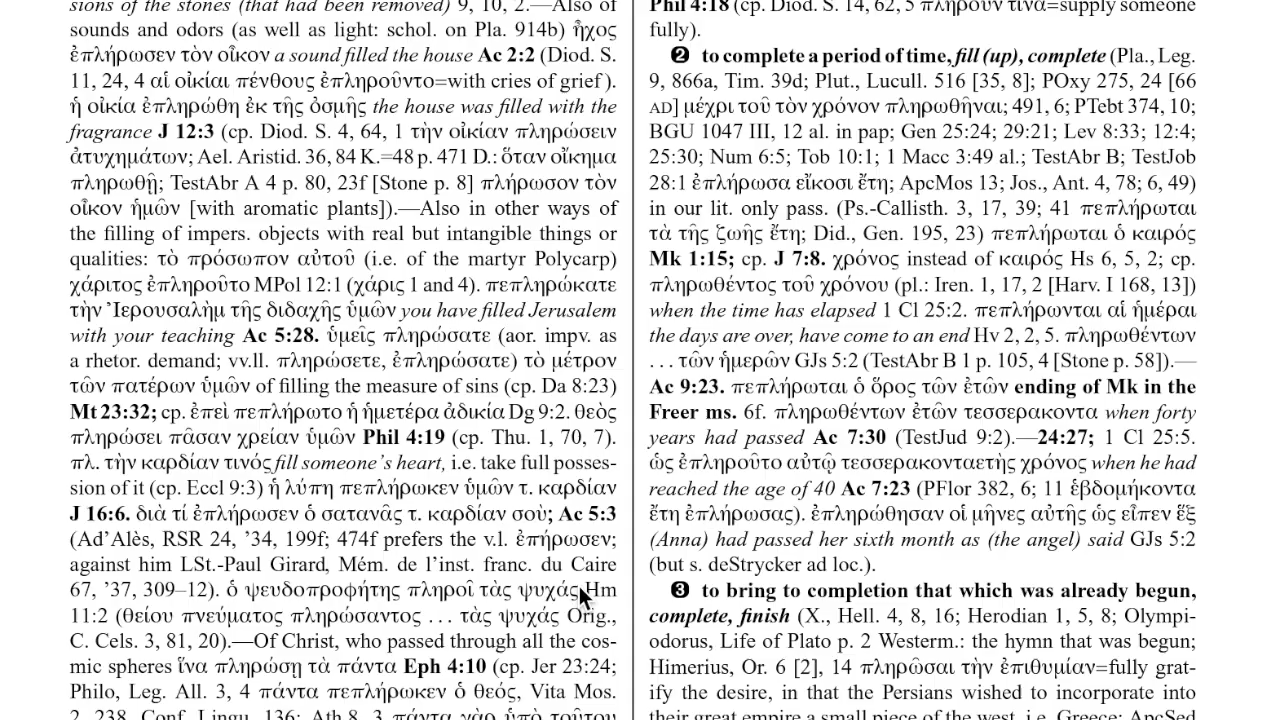 sions of the stones (that had been removed) 9, 10, 2.—Also of
sounds and odors (as well as light: schol. on Pla. 914b) ἦχος
ἐπλήρωσεν τὸν οἶκον a sound filled the house Ac 2:2 (Diod. S.
11, 24, 4 αἱ οἰκίαι πένθους ἐπληροῦντο=with cries of grief).
ἡ οἰκία ἐπληρώθη ἐκ τῆς ὀσμῆς the house was filled with the
fragrance J 12:3 (cp. Diod. S. 4, 64, 1 τὴν οἰκίαν πληρώσειν
ἀτυχημάτων; Ael. Aristid. 36, 84 K.=48 p. 471 D.: ὅταν οἴκημα
πληρωθῇ; TestAbr A 4 p. 80, 23f [Stone p. 8] πλήρωσον τὸν
οἶκον ἡμῶν [with aromatic plants]).—Also in other ways of
the filling of impers. objects with real but intangible things or
qualities: τὸ πρόσωπον αὐτοῦ (i.e. of the martyr Polycarp)
χάριτος ἐπληροῦτο MPol 12:1 (χάρις 1 and 4). πεπληρώκατε
τὴν Ἰερουσαλὴμ τῆς διδαχῆς ὑμῶν you have filled Jerusalem
with your teaching Ac 5:28. ὑμεῖς πληρώσατε (aor. impv. as
a rhetor. demand; vv.ll. πληρώσετε, ἐπληρώσατε) τὸ μέτρον
τῶν πατέρων ὑμῶν of filling the measure of sins (cp. Da 8:23)
Mt 23:32; cp. ἐπεὶ πεπλήρωτο ἡ ἡμετέρα ἀδικία Dg 9:2. θεὸς
πληρώσει πᾶσαν χρείαν ὑμῶν Phil 4:19 (cp. Thu. 1, 70, 7).
πλ. τὴν καρδίαν τινός fill someone’s heart, i.e. take full posses-
sion of it (cp. Eccl 9:3) ἡ λύπη πεπλήρωκεν ὑμῶν τ. καρδίαν
J 16:6. διὰ τί ἐπλήρωσεν ὁ σατανᾶς τ. καρδίαν σοὺ; Ac 5:3
(Ad’Alès, RSR 24, ’34, 199f; 474f prefers the v.l. ἐπήρωσεν;
against him LSt.-Paul Girard, Mém. de l’inst. franc. du Caire
67, ’37, 309–12). ὁ ψευδοπροφήτης πληροῖ τὰς ψυχάς Hm
11:2 (θείου πνεύματος πληρώσαντος . . . τὰς ψυχάς Orig.,
C. Cels. 3, 81, 20).—Of Christ, who passed through all the cos-
mic spheres ἵνα πληρώσῃ τὰ πάντα Eph 4:10 (cp. Jer 23:24;
Philo, Leg. All. 3, 4 πάντα πεπλήρωκεν ὁ θεός, Vita Mos.
2, 238, Conf. Lingu. 136; Ath 8, 3 πάντα γὰρ ὑπὸ τούτου
Phil 4:18 (cp. Diod. S. 14, 62, 5 πληροῦν τινα=supply someone
fully).
❷ to complete a period of time, fill (up), complete (Pla., Leg.
9, 866a, Tim. 39d; Plut., Lucull. 516 [35, 8]; POxy 275, 24 [66
AD] μέχρι τοῦ τὸν χρόνον πληρωθῆναι; 491, 6; PTebt 374, 10;
BGU 1047 III, 12 al. in pap; Gen 25:24; 29:21; Lev 8:33; 12:4;
25:30; Num 6:5; Tob 10:1; 1 Macc 3:49 al.; TestAbr B; TestJob
28:1 ἐπλήρωσα εἴκοσι ἔτη; ApcMos 13; Jos., Ant. 4, 78; 6, 49)
in our lit. only pass. (Ps.-Callisth. 3, 17, 39; 41 πεπλήρωται
τὰ τῆς ζωῆς ἔτη; Did., Gen. 195, 23) πεπλήρωται ὁ καιρός
Mk 1:15; cp. J 7:8. χρόνος instead of καιρός Hs 6, 5, 2; cp.
πληρωθέντος τοῦ χρόνου (pl.: Iren. 1, 17, 2 [Harv. I 168, 13])
when the time has elapsed 1 Cl 25:2. πεπλήρωνται αἱ ἡμέραι
the days are over, have come to an end Hv 2, 2, 5. πληρωθέντων
. . . τῶν ἡμερῶν GJs 5:2 (TestAbr B 1 p. 105, 4 [Stone p. 58]).—
Ac 9:23. πεπλήρωται ὁ ὅρος τῶν ἐτῶν ending of Mk in the
Freer ms. 6f. πληρωθέντων ἐτῶν τεσσερακοντα when forty
years had passed Ac 7:30 (TestJud 9:2).—24:27; 1 Cl 25:5.
ὡς ἐπληροῦτο αὐτῷ τεσσερακονταετὴς χρόνος when he had
reached the age of 40 Ac 7:23 (PFlor 382, 6; 11 ἑβδομήκοντα
ἔτη ἐπλήρωσας). ἐπληρώθησαν οἱ μῆνες αὐτῆς ὡς εἶπεν ἕξ
(Anna) had passed her sixth month as (the angel) said GJs 5:2
(but s. deStrycker ad loc.).
❸ to bring to completion that which was already begun,
complete, finish (X., Hell. 4, 8, 16; Herodian 1, 5, 8; Olympi-
odorus, Life of Plato p. 2 Westerm.: the hymn that was begun;
Himerius, Or. 6 [2], 14 πληρῶσαι τὴν ἐπιθυμίαν=fully grat-
ify the desire, in that the Persians wished to incorporate into
their great empire a small piece of the west, i.e. Greece; ApcSed